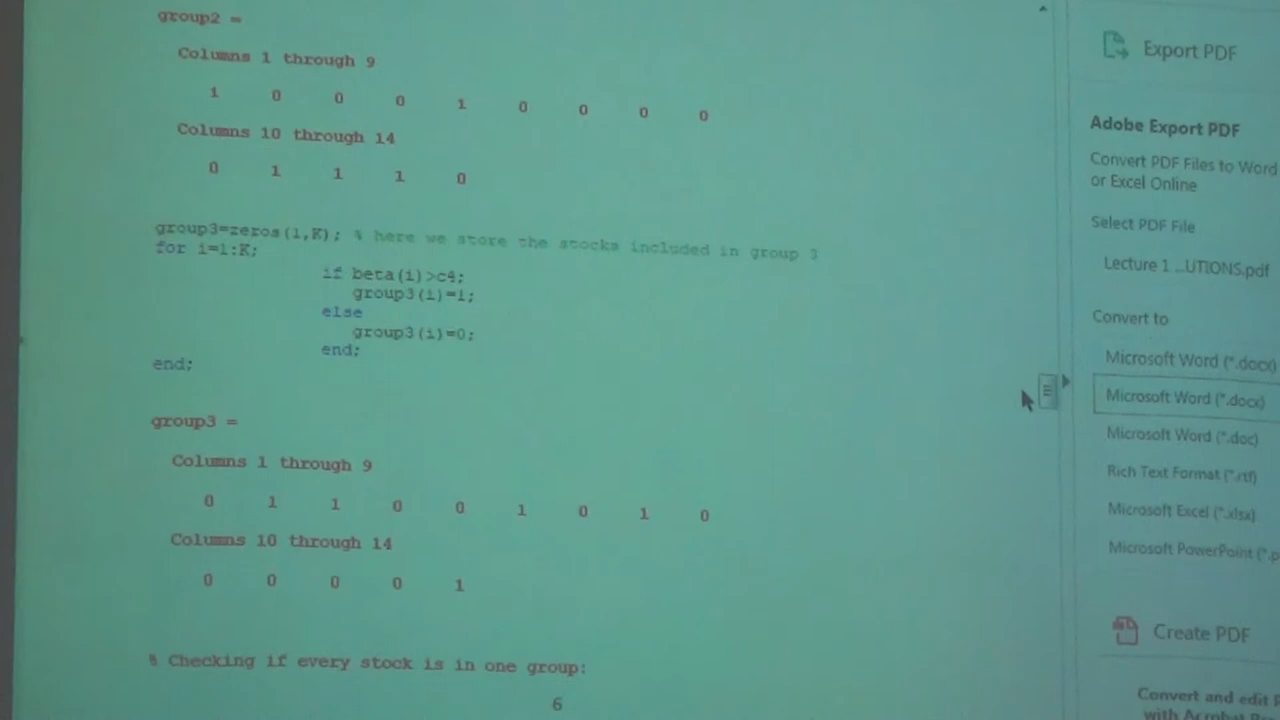 group2 =
Columns 1 through 9
1 0 0 0 1 0 0 0 0
Columns 10 through 14
0 1 1 1 0
group3=zeros(1,K); % here we store the stocks included in group 3
for i=1:K;
if beta(i)>c4;
group3(i)=1;
else
group3(i)=0;
end;
end;
group3 =
Columns 1 through 9
0 1 1 0 0 1 0 1 0
Columns 10 through 14
0 0 0 0 1
% Checking if every stock is in one group:
6
Export PDF
Adobe Export PDF
Convert PDF Files to Word
or Excel Online
Select PDF File
Lecture 1 ...UTIONS.pdf
Convert to
Microsoft Word (*.docx)
Microsoft Word (*.docx)
Microsoft Word (*.doc)
Rich Text Format (*.rtf)
Microsoft Excel (*.xlsx)
Microsoft PowerPoint (*.p
Create PDF
Convert and edit
with Acrobat